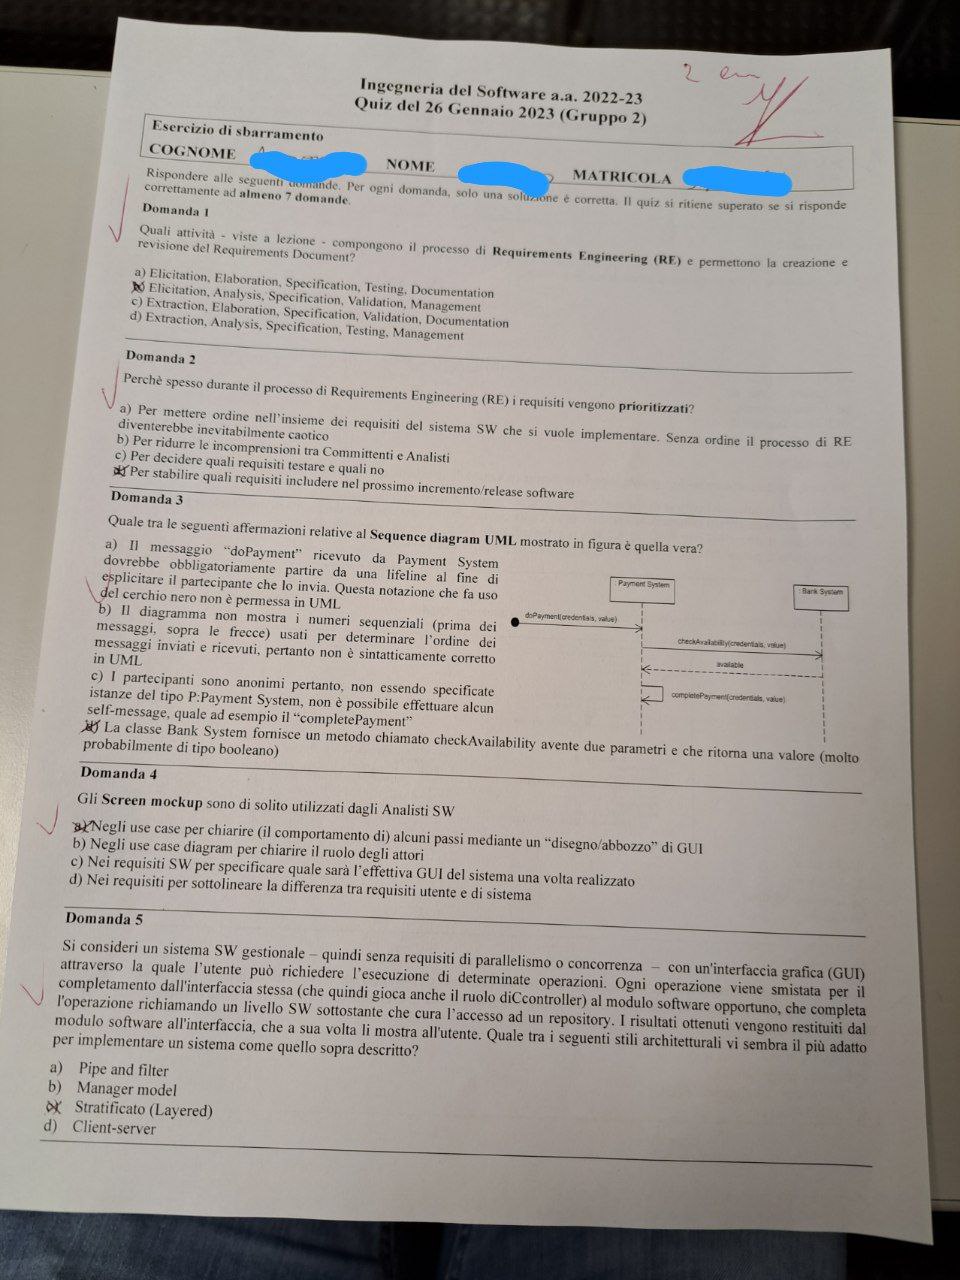 2 err
Ingegneria del Software a.a. 2022-23
Quiz del 26 Gennaio 2023 (Gruppo 2)
Esercizio di sbarramento
COGNOME NOME MATRICOLA
Rispondere alle seguenti domande. Per ogni domanda, solo una soluzione è corretta. Il quiz si ritiene superato se si risponde
correttamente ad almeno 7 domande.
Domanda 1
Quali attività - viste a lezione - compongono il processo di Requirements Engineering (RE) e permettono la creazione e
revisione del Requirements Document?
a) Elicitation, Elaboration, Specification, Testing, Documentation
b) Elicitation, Analysis, Specification, Validation, Management
c) Extraction, Elaboration, Specification, Validation, Documentation
d) Extraction, Analysis, Specification, Testing, Management
Domanda 2
Perchè spesso durante il processo di Requirements Engineering (RE) i requisiti vengono prioritizzati?
a) Per mettere ordine nell'insieme dei requisiti del sistema SW che si vuole implementare. Senza ordine il processo di RE
diventerebbe inevitabilmente caotico
b) Per ridurre le incomprensioni tra Committenti e Analisti
c) Per decidere quali requisiti testare e quali no
d) Per stabilire quali requisiti includere nel prossimo incremento/release software
Domanda 3
Quale tra le seguenti affermazioni relative al Sequence diagram UML mostrato in figura è quella vera?
a) Il messaggio “doPayment” ricevuto da Payment System
dovrebbe obbligatoriamente partire da una lifeline al fine di
esplicitare il partecipante che lo invia. Questa notazione che fa uso
del cerchio nero non è permessa in UML
b) Il diagramma non mostra i numeri sequenziali (prima dei
messaggi, sopra le frecce) usati per determinare l'ordine dei
messaggi inviati e ricevuti, pertanto non è sintatticamente corretto
in UML
c) I partecipanti sono anonimi pertanto, non essendo specificate
istanze del tipo P:Payment System, non è possibile effettuare alcun
self-message, quale ad esempio il “completePayment”
d) La classe Bank System fornisce un metodo chiamato checkAvailability avente due parametri e che ritorna una valore (molto
probabilmente di tipo booleano)
: Payment System
: Bank System
doPayment(credentials, value)
checkAvailability(credentials, value)
available
completePayment(credentials, value)
Domanda 4
Gli Screen mockup sono di solito utilizzati dagli Analisti SW
a) Negli use case per chiarire (il comportamento di) alcuni passi mediante un “disegno/abbozzo” di GUI
b) Negli use case diagram per chiarire il ruolo degli attori
c) Nei requisiti SW per specificare quale sarà l'effettiva GUI del sistema una volta realizzato
d) Nei requisiti per sottolineare la differenza tra requisiti utente e di sistema
Domanda 5
Si consideri un sistema SW gestionale – quindi senza requisiti di parallelismo o concorrenza – con un'interfaccia grafica (GUI)
attraverso la quale l'utente può richiedere l'esecuzione di determinate operazioni. Ogni operazione viene smistata per il
completamento dall'interfaccia stessa (che quindi gioca anche il ruolo diCcontroller) al modulo software opportuno, che completa
l'operazione richiamando un livello SW sottostante che cura l'accesso ad un repository. I risultati ottenuti vengono restituiti dal
modulo software all'interfaccia, che a sua volta li mostra all'utente. Quale tra i seguenti stili architetturali vi sembra il più adatto
per implementare un sistema come quello sopra descritto?
a) Pipe and filter
b) Manager model
c) Stratificato (Layered)
d) Client-server